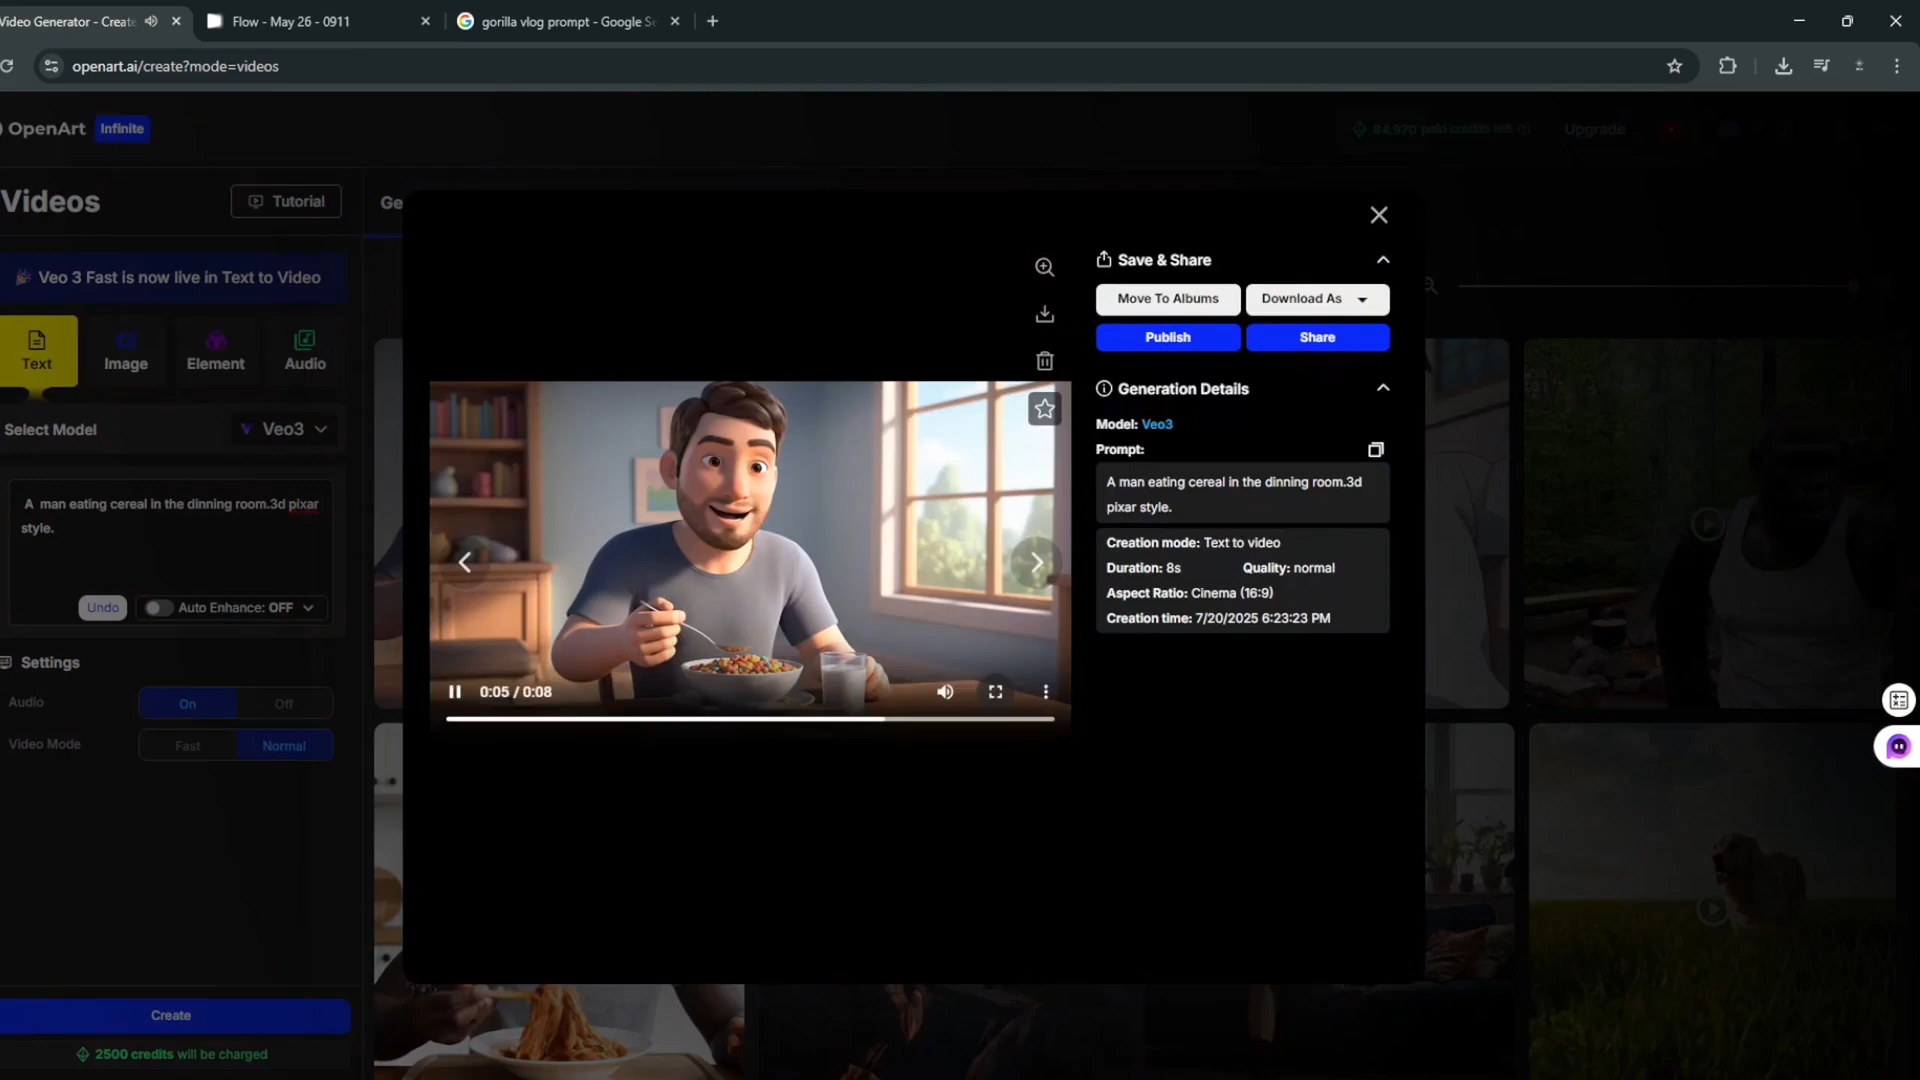 Video Generator - Create
Flow - May 26 - 0911
gorilla vlog prompt - Google Se
openart.ai/create?mode=videos
OpenArt
Infinite
84,970 paid credits left
Upgrade
Videos
Tutorial
Ge
Veo 3 Fast is now live in Text to Video
Text
Image
Element
Audio
Select Model
Veo3
A  man eating cereal in the dinning room.3d pixar
style.
Undo
Auto Enhance: OFF
Settings
Audio
On
Off
Video Mode
Fast
Normal
Create
2500 credits will be charged
0:05 / 0:08
Save & Share
Move To Albums
Download As
Publish
Share
Generation Details
Model: Veo3
Prompt:
A man eating cereal in the dinning room.3d
pixar style.
Creation mode: Text to video
Duration: 8s
Quality: normal
Aspect Ratio: Cinema (16:9)
Creation time: 7/20/2025 6:23:23 PM